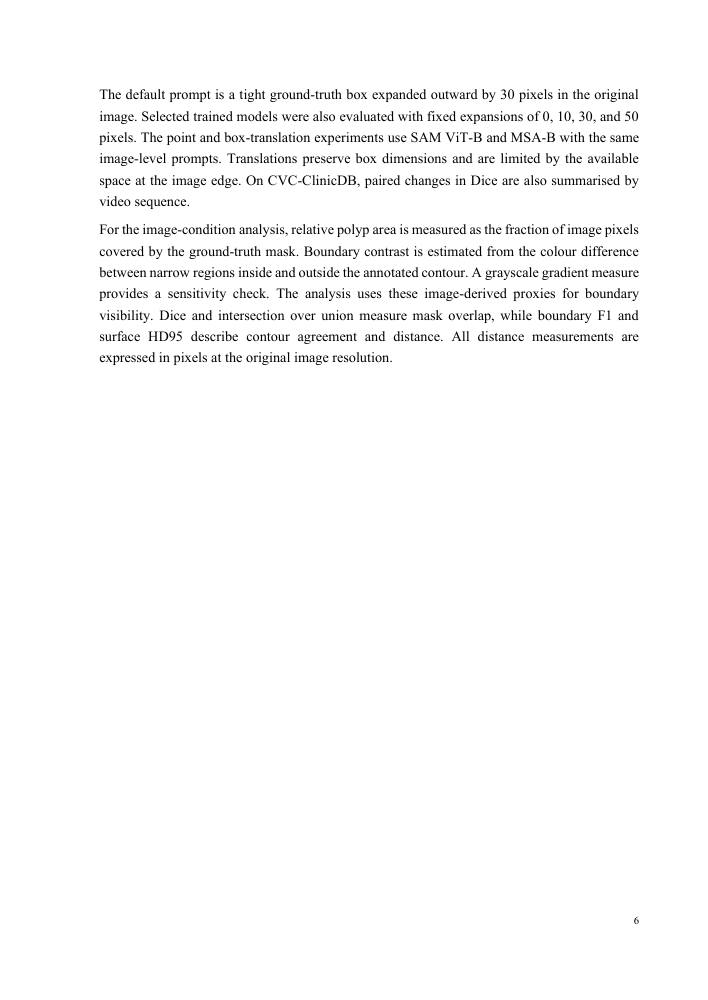 The default prompt is a tight ground-truth box expanded outward by 30 pixels in the original
image. Selected trained models were also evaluated with fixed expansions of 0, 10, 30, and 50
pixels. The point and box-translation experiments use SAM ViT-B and MSA-B with the same
image-level prompts. Translations preserve box dimensions and are limited by the available
space at the image edge. On CVC-ClinicDB, paired changes in Dice are also summarised by
video sequence.
For the image-condition analysis, relative polyp area is measured as the fraction of image pixels
covered by the ground-truth mask. Boundary contrast is estimated from the colour difference
between narrow regions inside and outside the annotated contour. A grayscale gradient measure
provides a sensitivity check. The analysis uses these image-derived proxies for boundary
visibility. Dice and intersection over union measure mask overlap, while boundary F1 and
surface HD95 describe contour agreement and distance. All distance measurements are
expressed in pixels at the original image resolution.
6